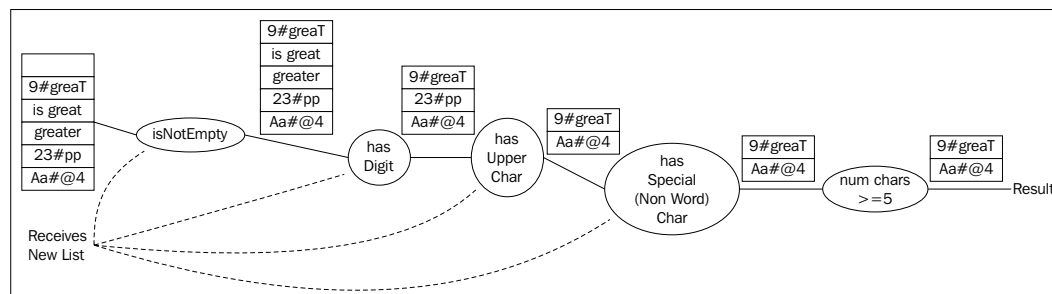 9#greaT
is great
greater
23#pp
Aa#@4
isNotEmpty
9#greaT
is great
greater
23#pp
Aa#@4
has
Digit
9#greaT
23#pp
Aa#@4
has
Upper
Char
9#greaT
Aa#@4
has
Special
(Non Word)
Char
9#greaT
Aa#@4
num chars
>=5
9#greaT
Aa#@4
Result
Receives
New List